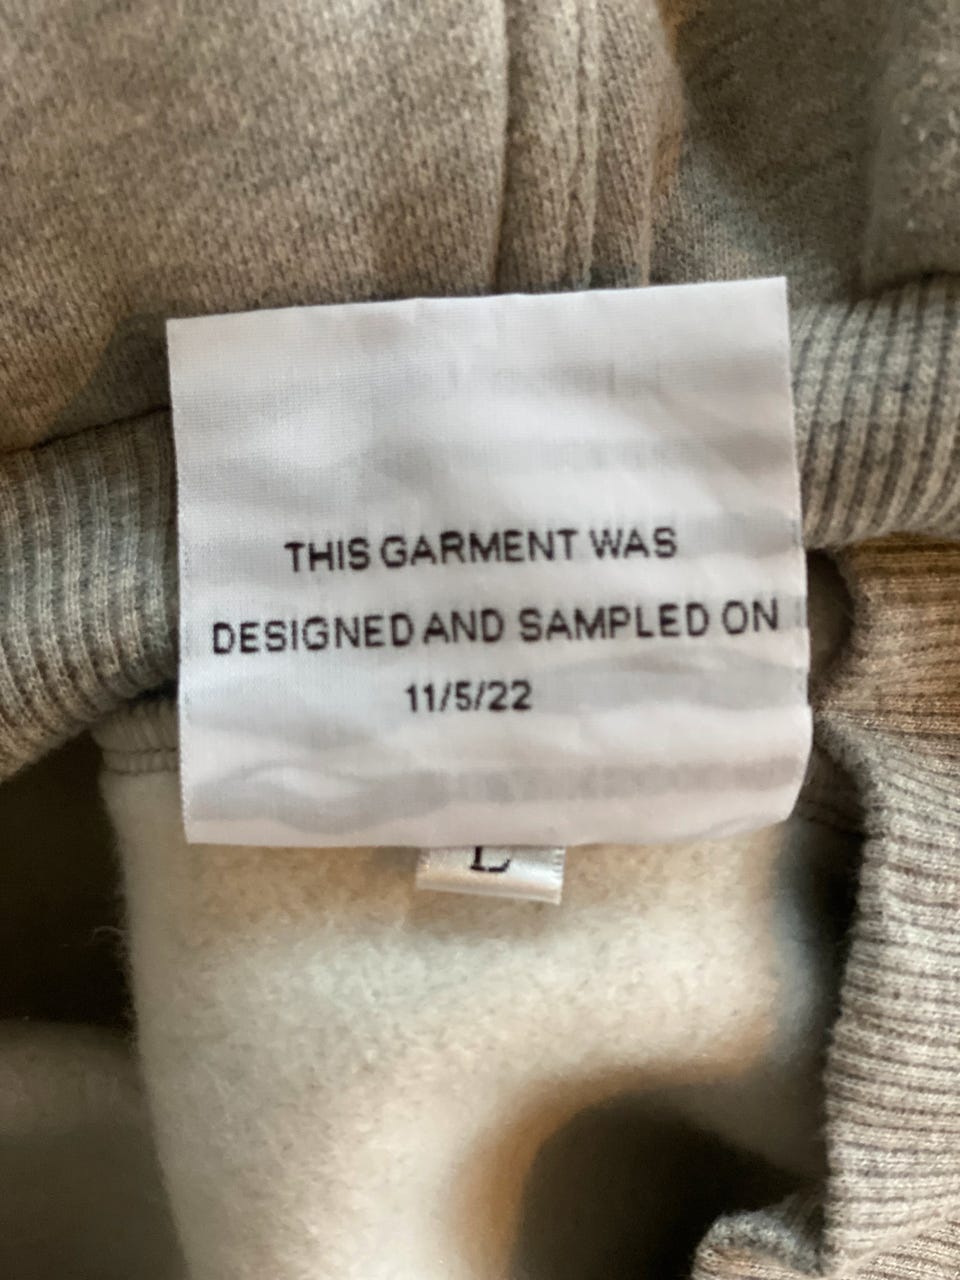 THIS GARMENT WAS
DESIGNED AND SAMPLED ON
11/5/22
L